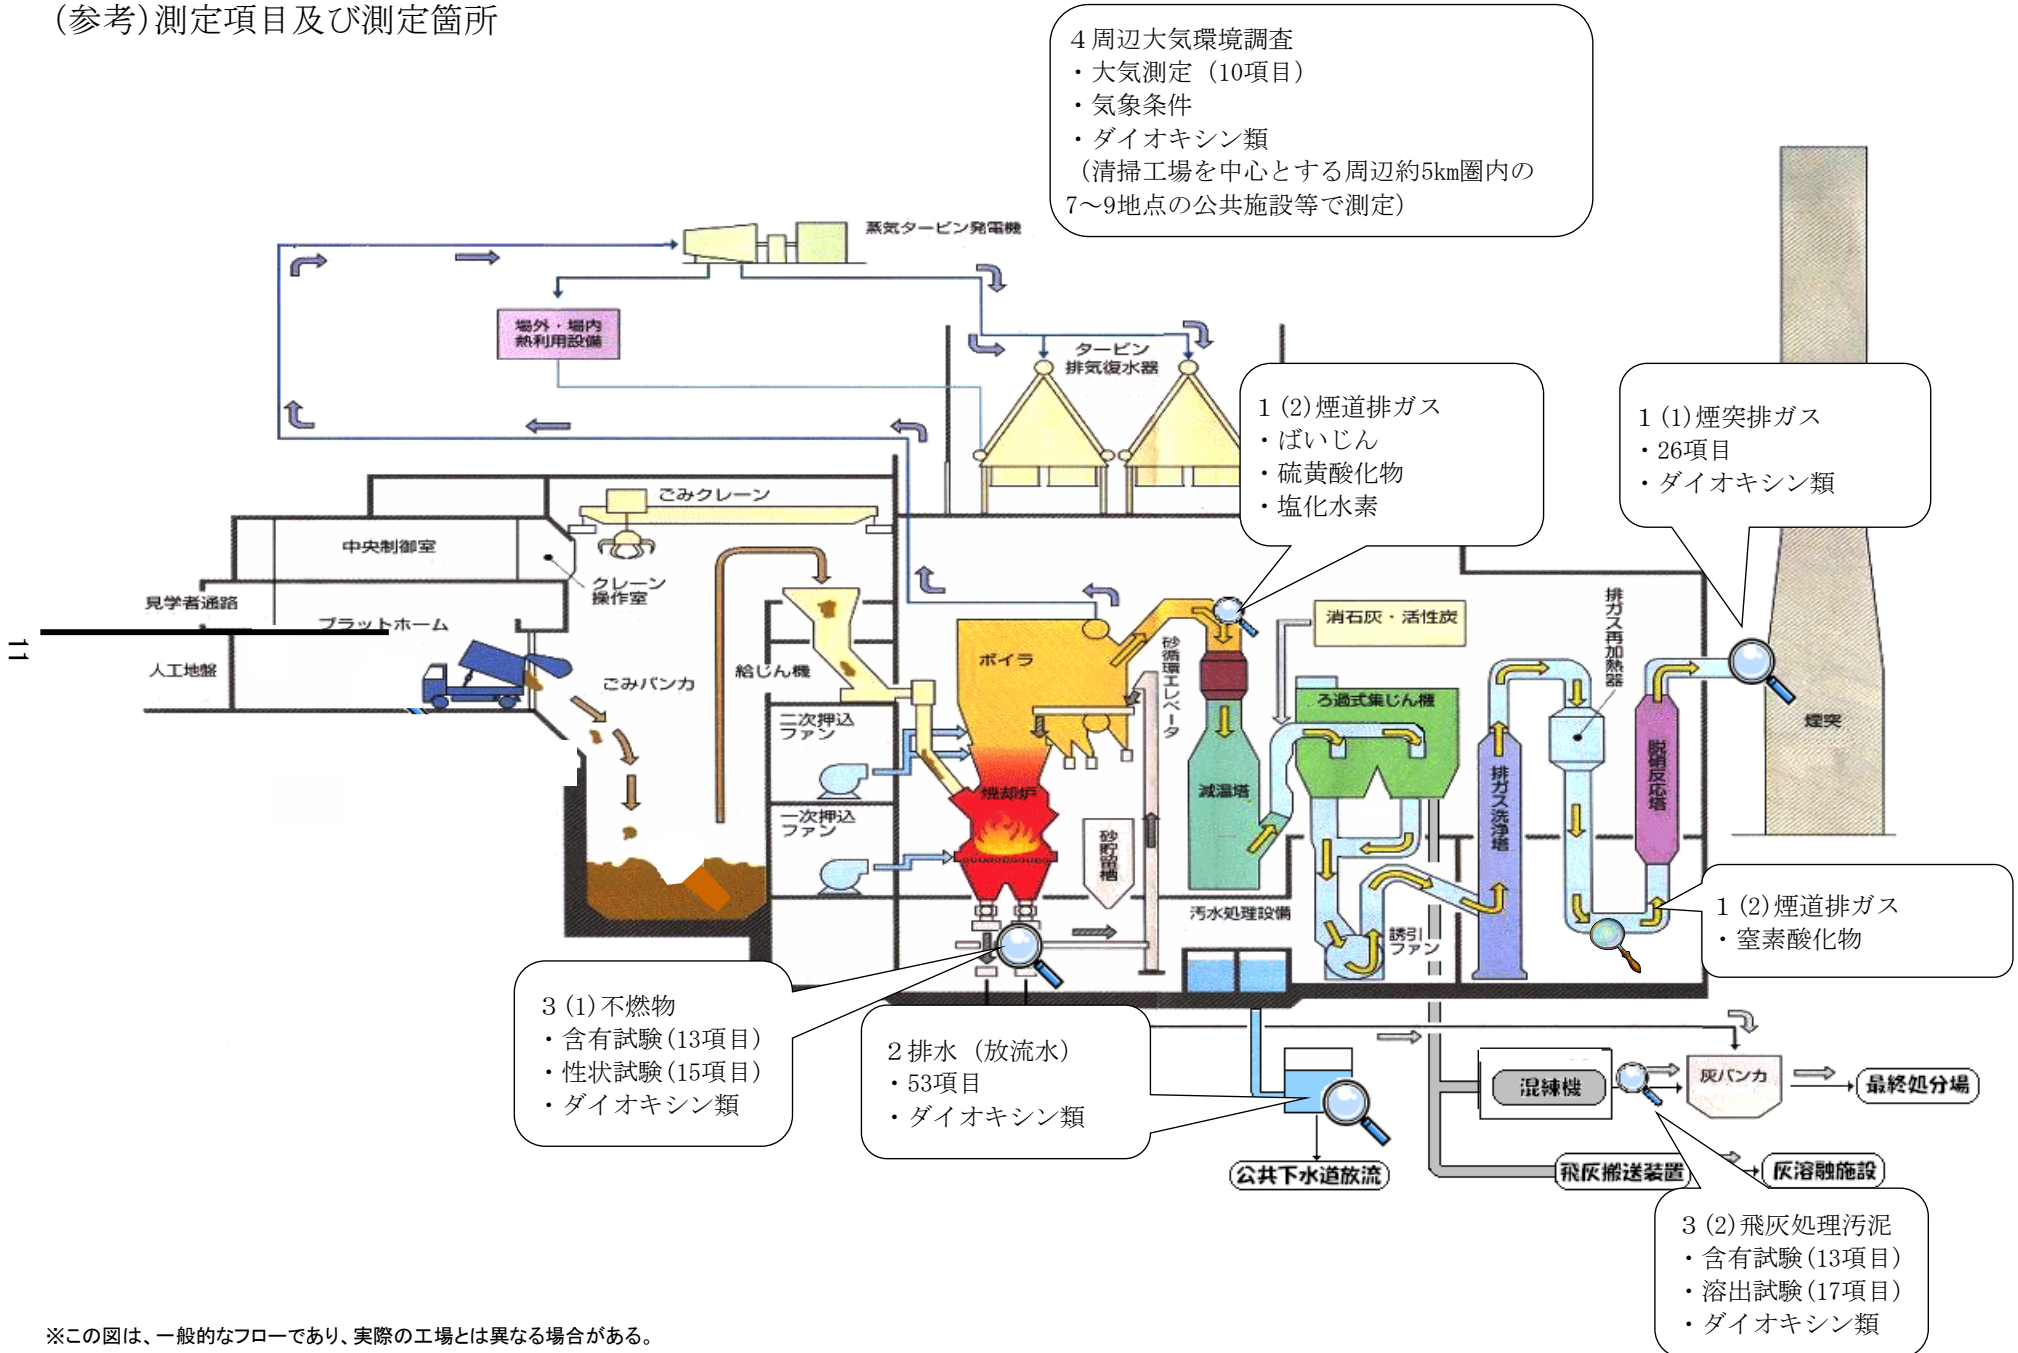 (参考)測定項目及び測定箇所
４周辺大気環境調査
・大気測定（10項目）
・気象条件
・ダイオキシン類
（清掃工場を中心とする周辺約5km圏内の
7～9地点の公共施設等で測定）
蒸気タービン発電機
場外・場内
熱利用設備
タービン
排気復水器
１(2)煙道排ガス
・ばいじん
・硫黄酸化物
・塩化水素
１(1)煙突排ガス
・26項目
・ダイオキシン類
ごみクレーン
中央制御室
クレーン
操作室
見学者通路
プラットホーム
人工地盤
ごみバンカ
給じん機
二次押込
ファン
一次押込
ファン
ボイラ
焼却炉
砂循環エレベータ
砂貯留槽
消石灰・活性炭
ろ過式集じん機
減温塔
排ガス洗浄塔
排ガス再加熱器
脱硝反応塔
煙突
汚水処理設備
誘引
ファン
１(2)煙道排ガス
・窒素酸化物
３(1)不燃物
・含有試験(13項目)
・性状試験(15項目)
・ダイオキシン類
２排水（放流水）
・53項目
・ダイオキシン類
混練機
灰バンカ
最終処分場
公共下水道放流
飛灰搬送装置
灰溶融施設
３(2)飛灰処理汚泥
・含有試験(13項目)
・溶出試験(17項目)
・ダイオキシン類
※この図は、一般的なフローであり、実際の工場とは異なる場合がある。
11